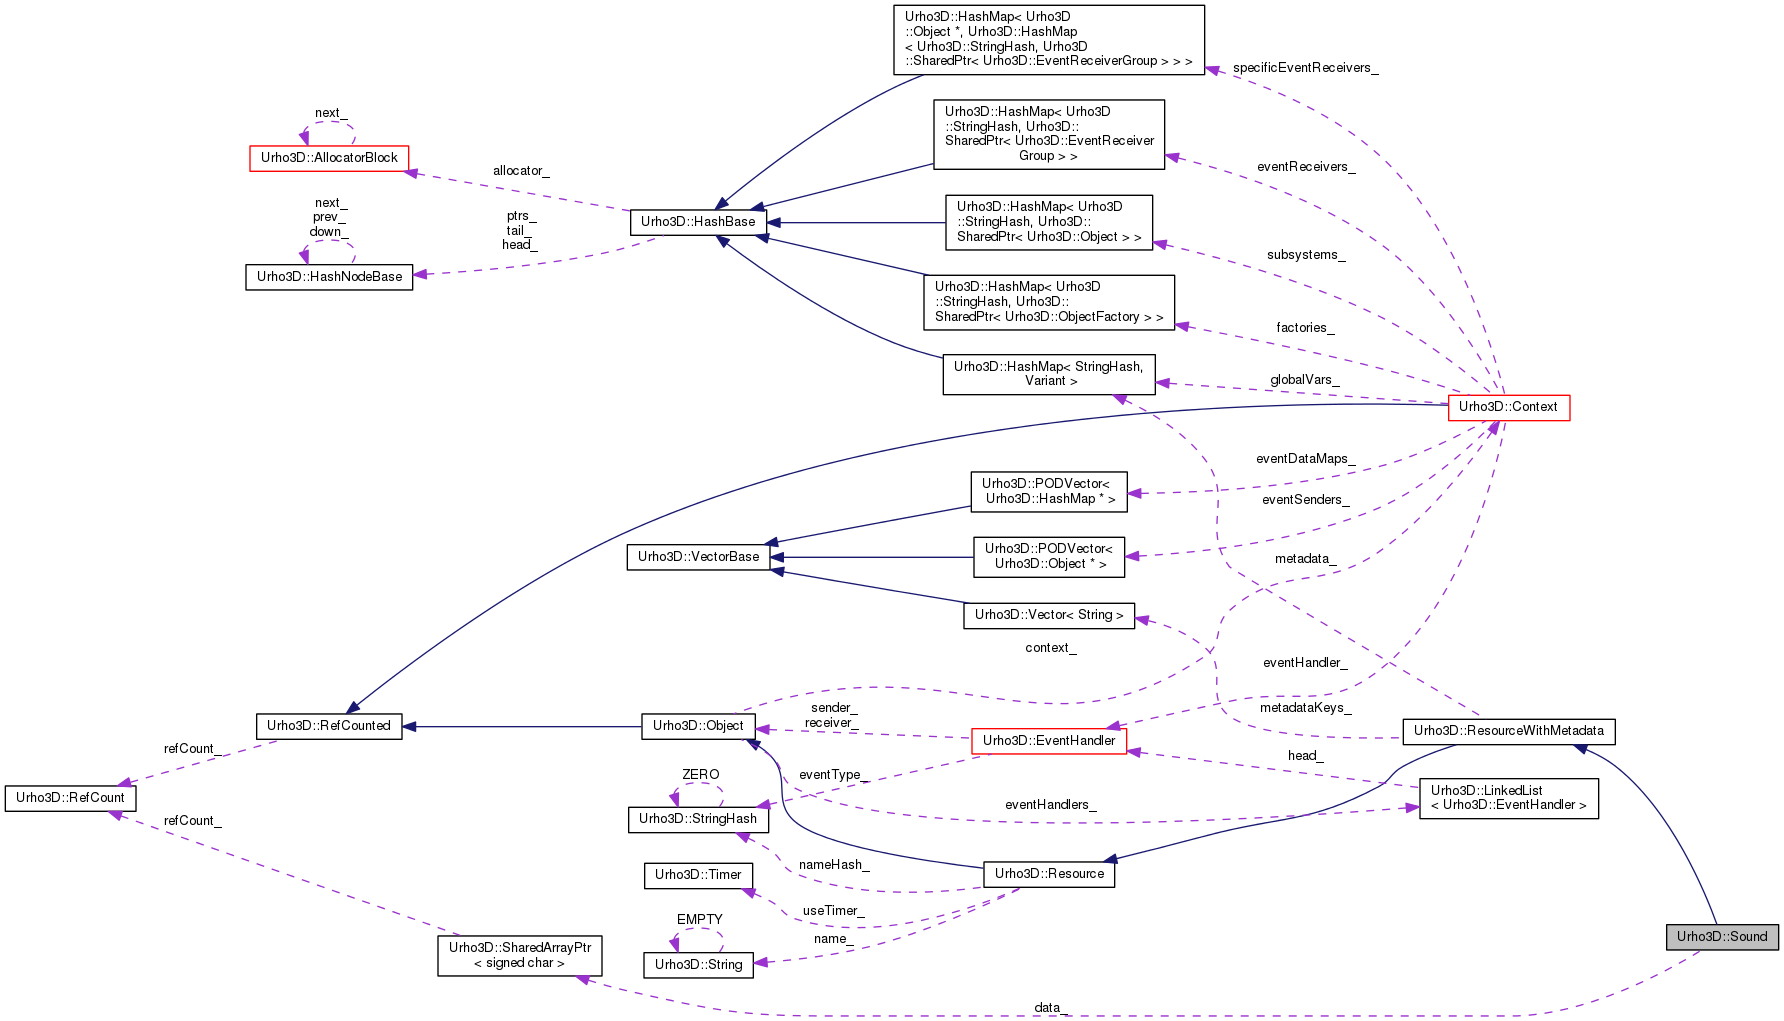 Urho3D::HashMap< Urho3D
::Object *, Urho3D::HashMap
< Urho3D::StringHash, Urho3D
::SharedPtr< Urho3D::EventReceiverGroup > > >
specificEventReceivers_
Urho3D::HashMap< Urho3D
::StringHash, Urho3D::
SharedPtr< Urho3D::EventReceiver
Group > >
eventReceivers_
next_
Urho3D::AllocatorBlock
allocator_
next_
prev_
down_
Urho3D::HashNodeBase
ptrs_
tail_
head_
Urho3D::HashBase
Urho3D::HashMap< Urho3D
::StringHash, Urho3D::
SharedPtr< Urho3D::Object > >
subsystems_
Urho3D::HashMap< Urho3D
::StringHash, Urho3D::
SharedPtr< Urho3D::ObjectFactory > >
factories_
Urho3D::HashMap< StringHash,
Variant >
globalVars_
Urho3D::Context
Urho3D::PODVector<
Urho3D::HashMap * >
eventDataMaps_
Urho3D::VectorBase
Urho3D::PODVector<
Urho3D::Object * >
eventSenders_
metadata_
Urho3D::Vector< String >
context_
eventHandler_
metadataKeys_
Urho3D::RefCounted
Urho3D::Object
sender_
receiver_
Urho3D::EventHandler
Urho3D::ResourceWithMetadata
refCount_
Urho3D::RefCount
refCount_
ZERO
Urho3D::StringHash
eventType_
eventHandlers_
head_
Urho3D::LinkedList
< Urho3D::EventHandler >
Urho3D::Timer
nameHash_
Urho3D::Resource
useTimer_
EMPTY
Urho3D::String
name_
Urho3D::SharedArrayPtr
< signed char >
Urho3D::Sound
data_